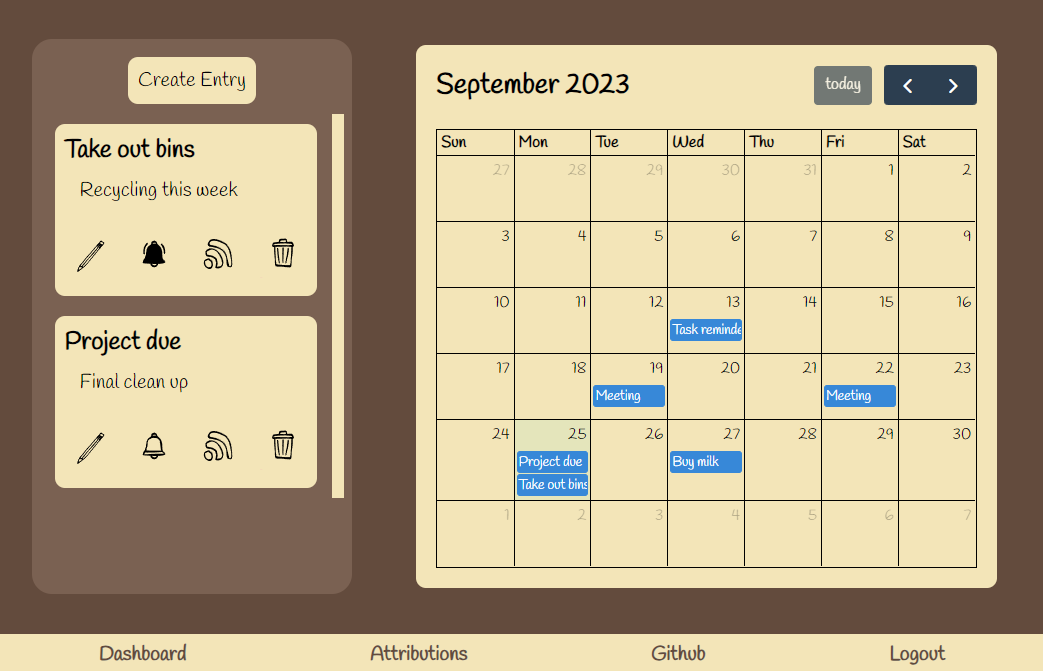 Create Entry
Take out bins
Recycling this week
Project due
Final clean up
September 2023
today
Sun Mon Tue Wed Thu Fri Sat
27 28 29 30 31 1 2
3 4 5 6 7 8 9
10 11 12 13 14 15 16
Task reminde
17 18 19 20 21 22 23
Meeting Meeting
24 25 26 27 28 29 30
Project due Buy milk
Take out bins
1 2 3 4 5 6 7
Dashboard Attributions Github Logout